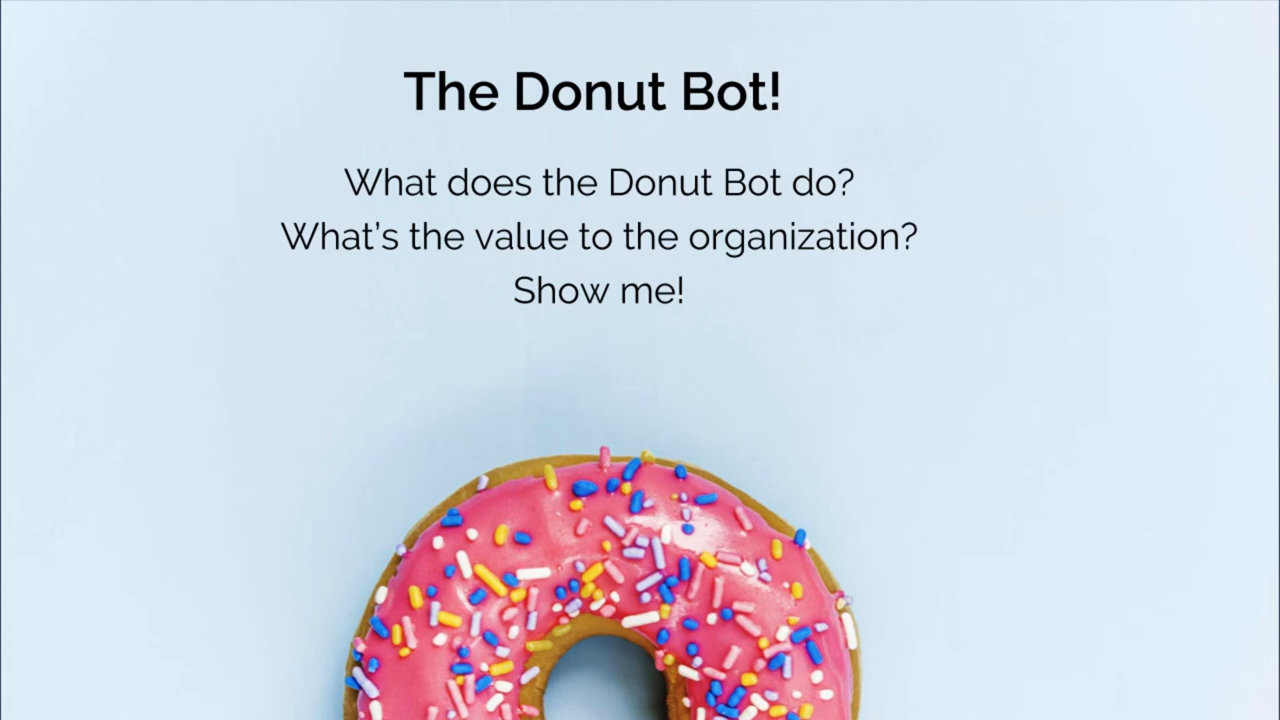 The Donut Bot!
What does the Donut Bot do?
What's the value to the organization?
Show me!